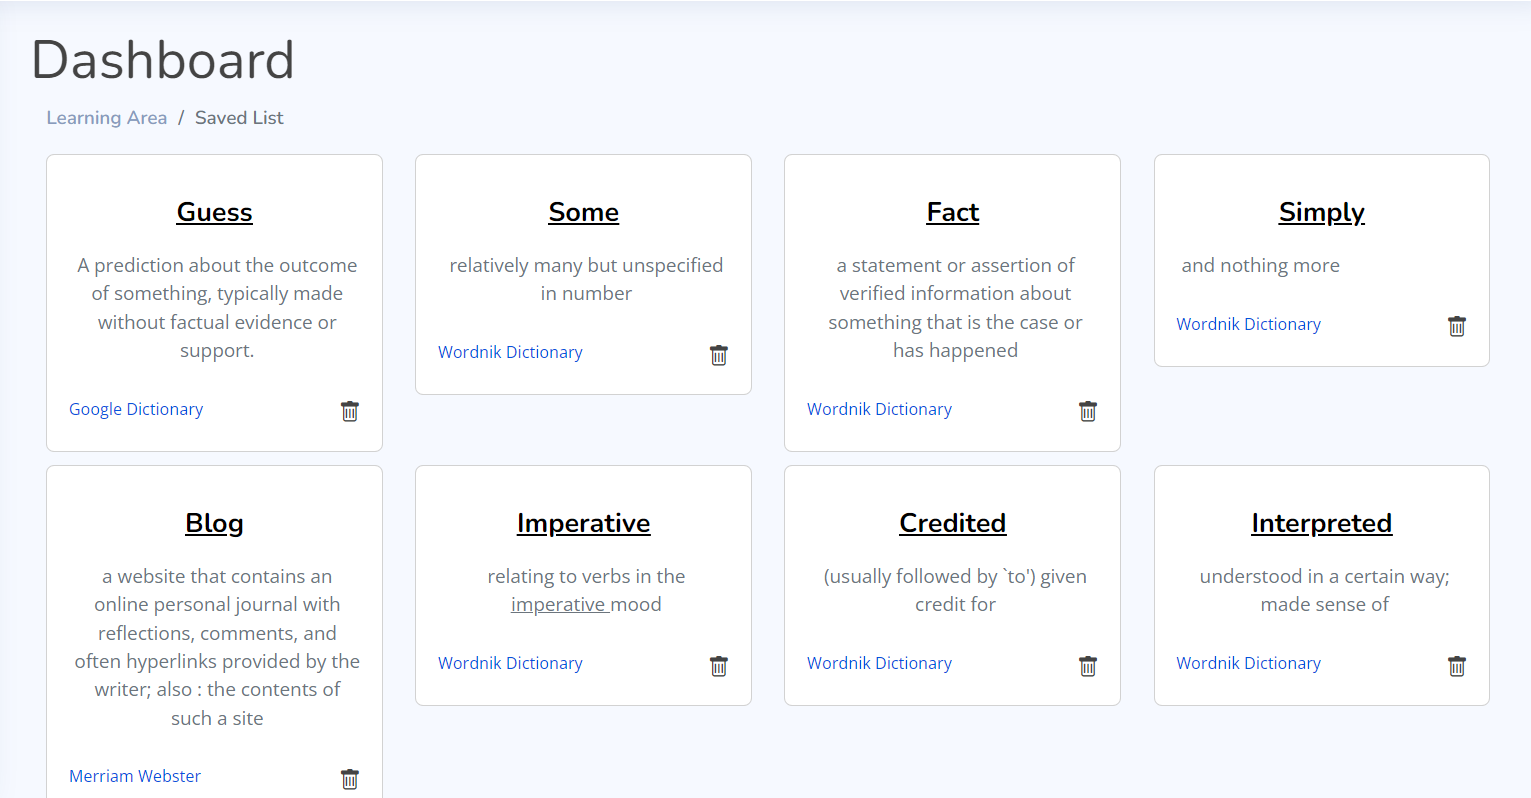 Dashboard
Learning Area / Saved List
Guess
A prediction about the outcome
of something, typically made
without factual evidence or
support.
Google Dictionary
Some
relatively many but unspecified
in number
Wordnik Dictionary
Fact
a statement or assertion of
verified information about
something that is the case or
has happened
Wordnik Dictionary
Simply
and nothing more
Wordnik Dictionary
Blog
a website that contains an
online personal journal with
reflections, comments, and
often hyperlinks provided by the
writer; also : the contents of
such a site
Merriam Webster
Imperative
relating to verbs in the
imperative mood
Wordnik Dictionary
Credited
(usually followed by `to') given
credit for
Wordnik Dictionary
Interpreted
understood in a certain way;
made sense of
Wordnik Dictionary